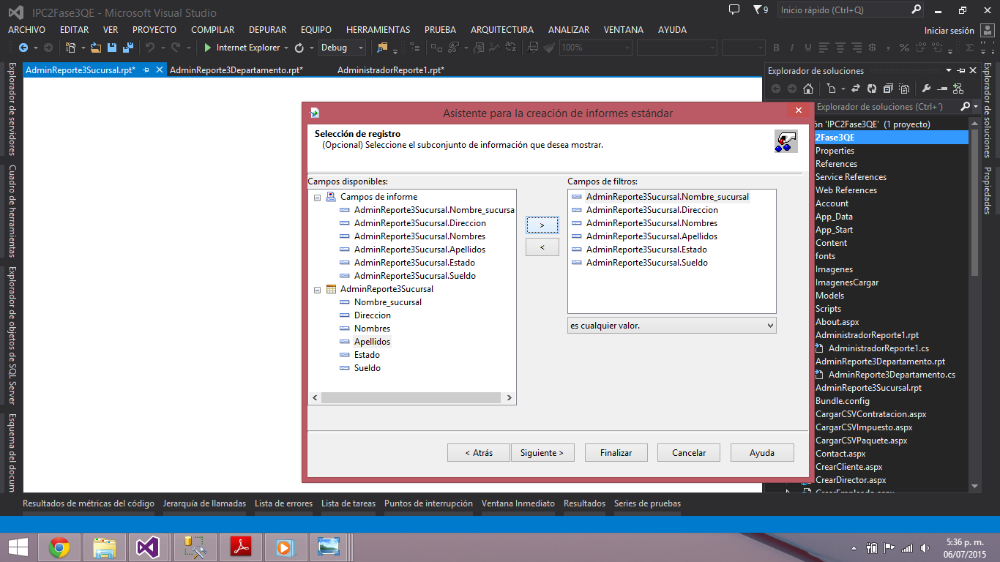 IPC2Fase3QE - Microsoft Visual Studio
9
Inicio rápido (Ctrl+Q)
ARCHIVO EDITAR VER PROYECTO COMPILAR DEPURAR EQUIPO HERRAMIENTAS PRUEBA ARQUITECTURA ANALIZAR VENTANA AYUDA
Iniciar sesión
Internet Explorer
Debug
100%
AdminReporte3Sucursal.rpt*
AdminReporte3Departamento.rpt*
AdministradorReporte1.rpt*
Explorador de servidores
Cuadro de herramientas
Explorador de objetos de SQL Server
Esquema del docum
Asistente para la creación de informes estándar
Selección de registro
(Opcional) Seleccione el subconjunto de información que desea mostrar.
Campos disponibles:
Campos de informe
AdminReporte3Sucursal.Nombre_sucursa
AdminReporte3Sucursal.Direccion
AdminReporte3Sucursal.Nombres
AdminReporte3Sucursal.Apellidos
AdminReporte3Sucursal.Estado
AdminReporte3Sucursal.Sueldo
AdminReporte3Sucursal
Nombre_sucursal
Direccion
Nombres
Apellidos
Estado
Sueldo
>
<
Campos de filtros:
AdminReporte3Sucursal.Nombre_sucursal
AdminReporte3Sucursal.Direccion
AdminReporte3Sucursal.Nombres
AdminReporte3Sucursal.Apellidos
AdminReporte3Sucursal.Estado
AdminReporte3Sucursal.Sueldo
es cualquier valor.
< Atrás
Siguiente >
Finalizar
Cancelar
Ayuda
Explorador de soluciones
Explorador de soluciones (Ctrl+´)
ón 'IPC2Fase3QE' (1 proyecto)
C2Fase3QE
Properties
References
Service References
Web References
Account
App_Data
App_Start
Content
fonts
Imagenes
ImagenesCargar
Models
Scripts
About.aspx
AdministradorReporte1.rpt
AdministradorReporte1.cs
AdminReporte3Departamento.rpt
AdminReporte3Departamento.cs
AdminReporte3Sucursal.rpt
Bundle.config
CargarCSVContratacion.aspx
CargarCSVImpuesto.aspx
CargarCSVPaquete.aspx
Contact.aspx
CrearCliente.aspx
CrearDirector.aspx
CrearEmpleado.aspx
Explorador de soluciones
Propiedades
Resultados de métricas del código
Jerarquía de llamadas
Lista de errores
Lista de tareas
Puntos de interrupción
Ventana Inmediato
Resultados
Series de pruebas
5:36 p. m.
06/07/2015